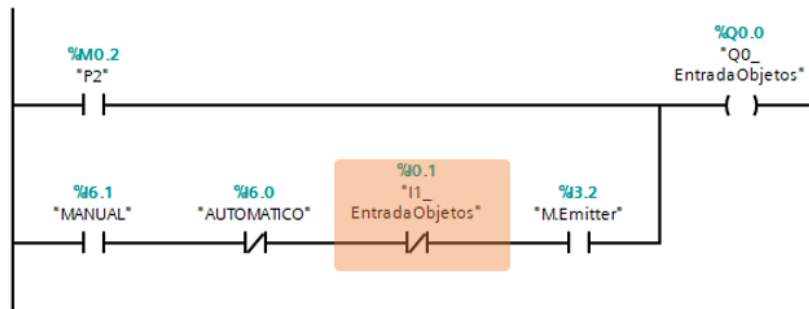 %M0.2
"P2"
%Q0.0
"Q0_
EntradaObjetos"
%I6.1
"MANUAL"
%I6.0
"AUTOMATICO"
%I0.1
"I1_
EntradaObjetos"
%I3.2
"M.Emitter"